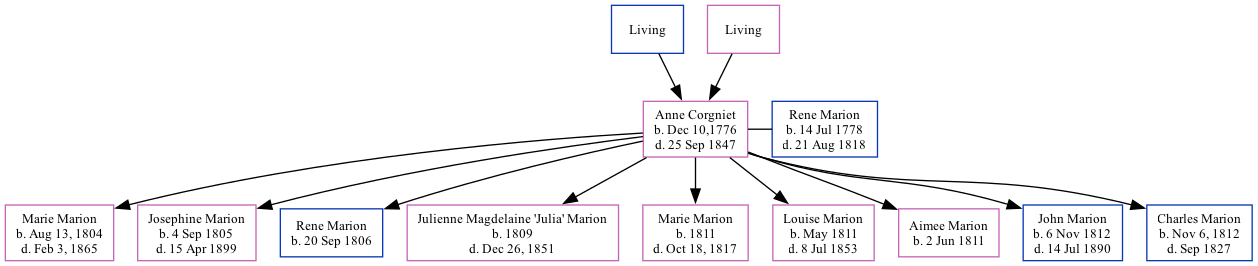 Living
Living
Anne Corgniet
b. Dec 10,1776
d. 25 Sep 1847
Rene Marion
b. 14 Jul 1778
d. 21 Aug 1818
Marie Marion
b. Aug 13, 1804
d. Feb 3, 1865
Josephine Marion
b. 4 Sep 1805
d. 15 Apr 1899
Rene Marion
b. 20 Sep 1806
Julienne Magdelaine 'Julia' Marion
b. 1809
d. Dec 26, 1851
Marie Marion
b. 1811
d. Oct 18, 1817
Louise Marion
b. May 1811
d. 8 Jul 1853
Aimee Marion
b. 2 Jun 1811
John Marion
b. 6 Nov 1812
d. 14 Jul 1890
Charles Marion
b. Nov 6, 1812
d. Sep 1827